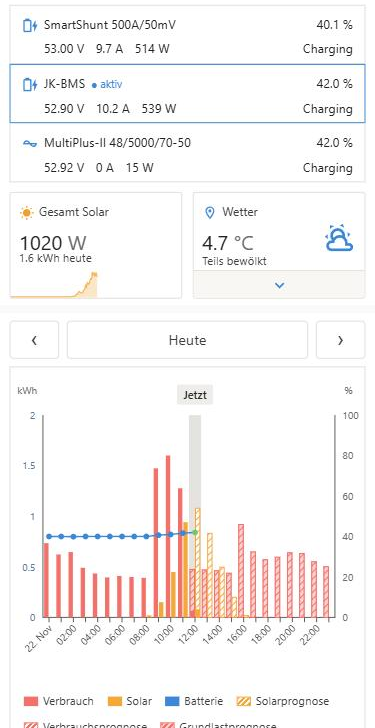 SmartShunt 500A/50mV 40.1 %
53.00 V 9.7 A 514 W Charging
JK-BMS • aktiv 42.0 %
52.90 V 10.2 A 539 W Charging
MultiPlus-II 48/5000/70-50 42.0 %
52.92 V 0 A 15 W Charging
Gesamt Solar
1020 W
1.6 kWh heute
Wetter
4.7 °C
Teils bewölkt
Heute
Jetzt
kWh %
2 100
80
1.5
60
1
40
0.5
20
0 0
22. Nov 02:00 04:00 06:00 08:00 10:00 12:00 14:00 16:00 18:00 20:00 22:00
Verbrauch Solar Batterie Solarprognose
Verbrauchsprognose Grundlastprognose